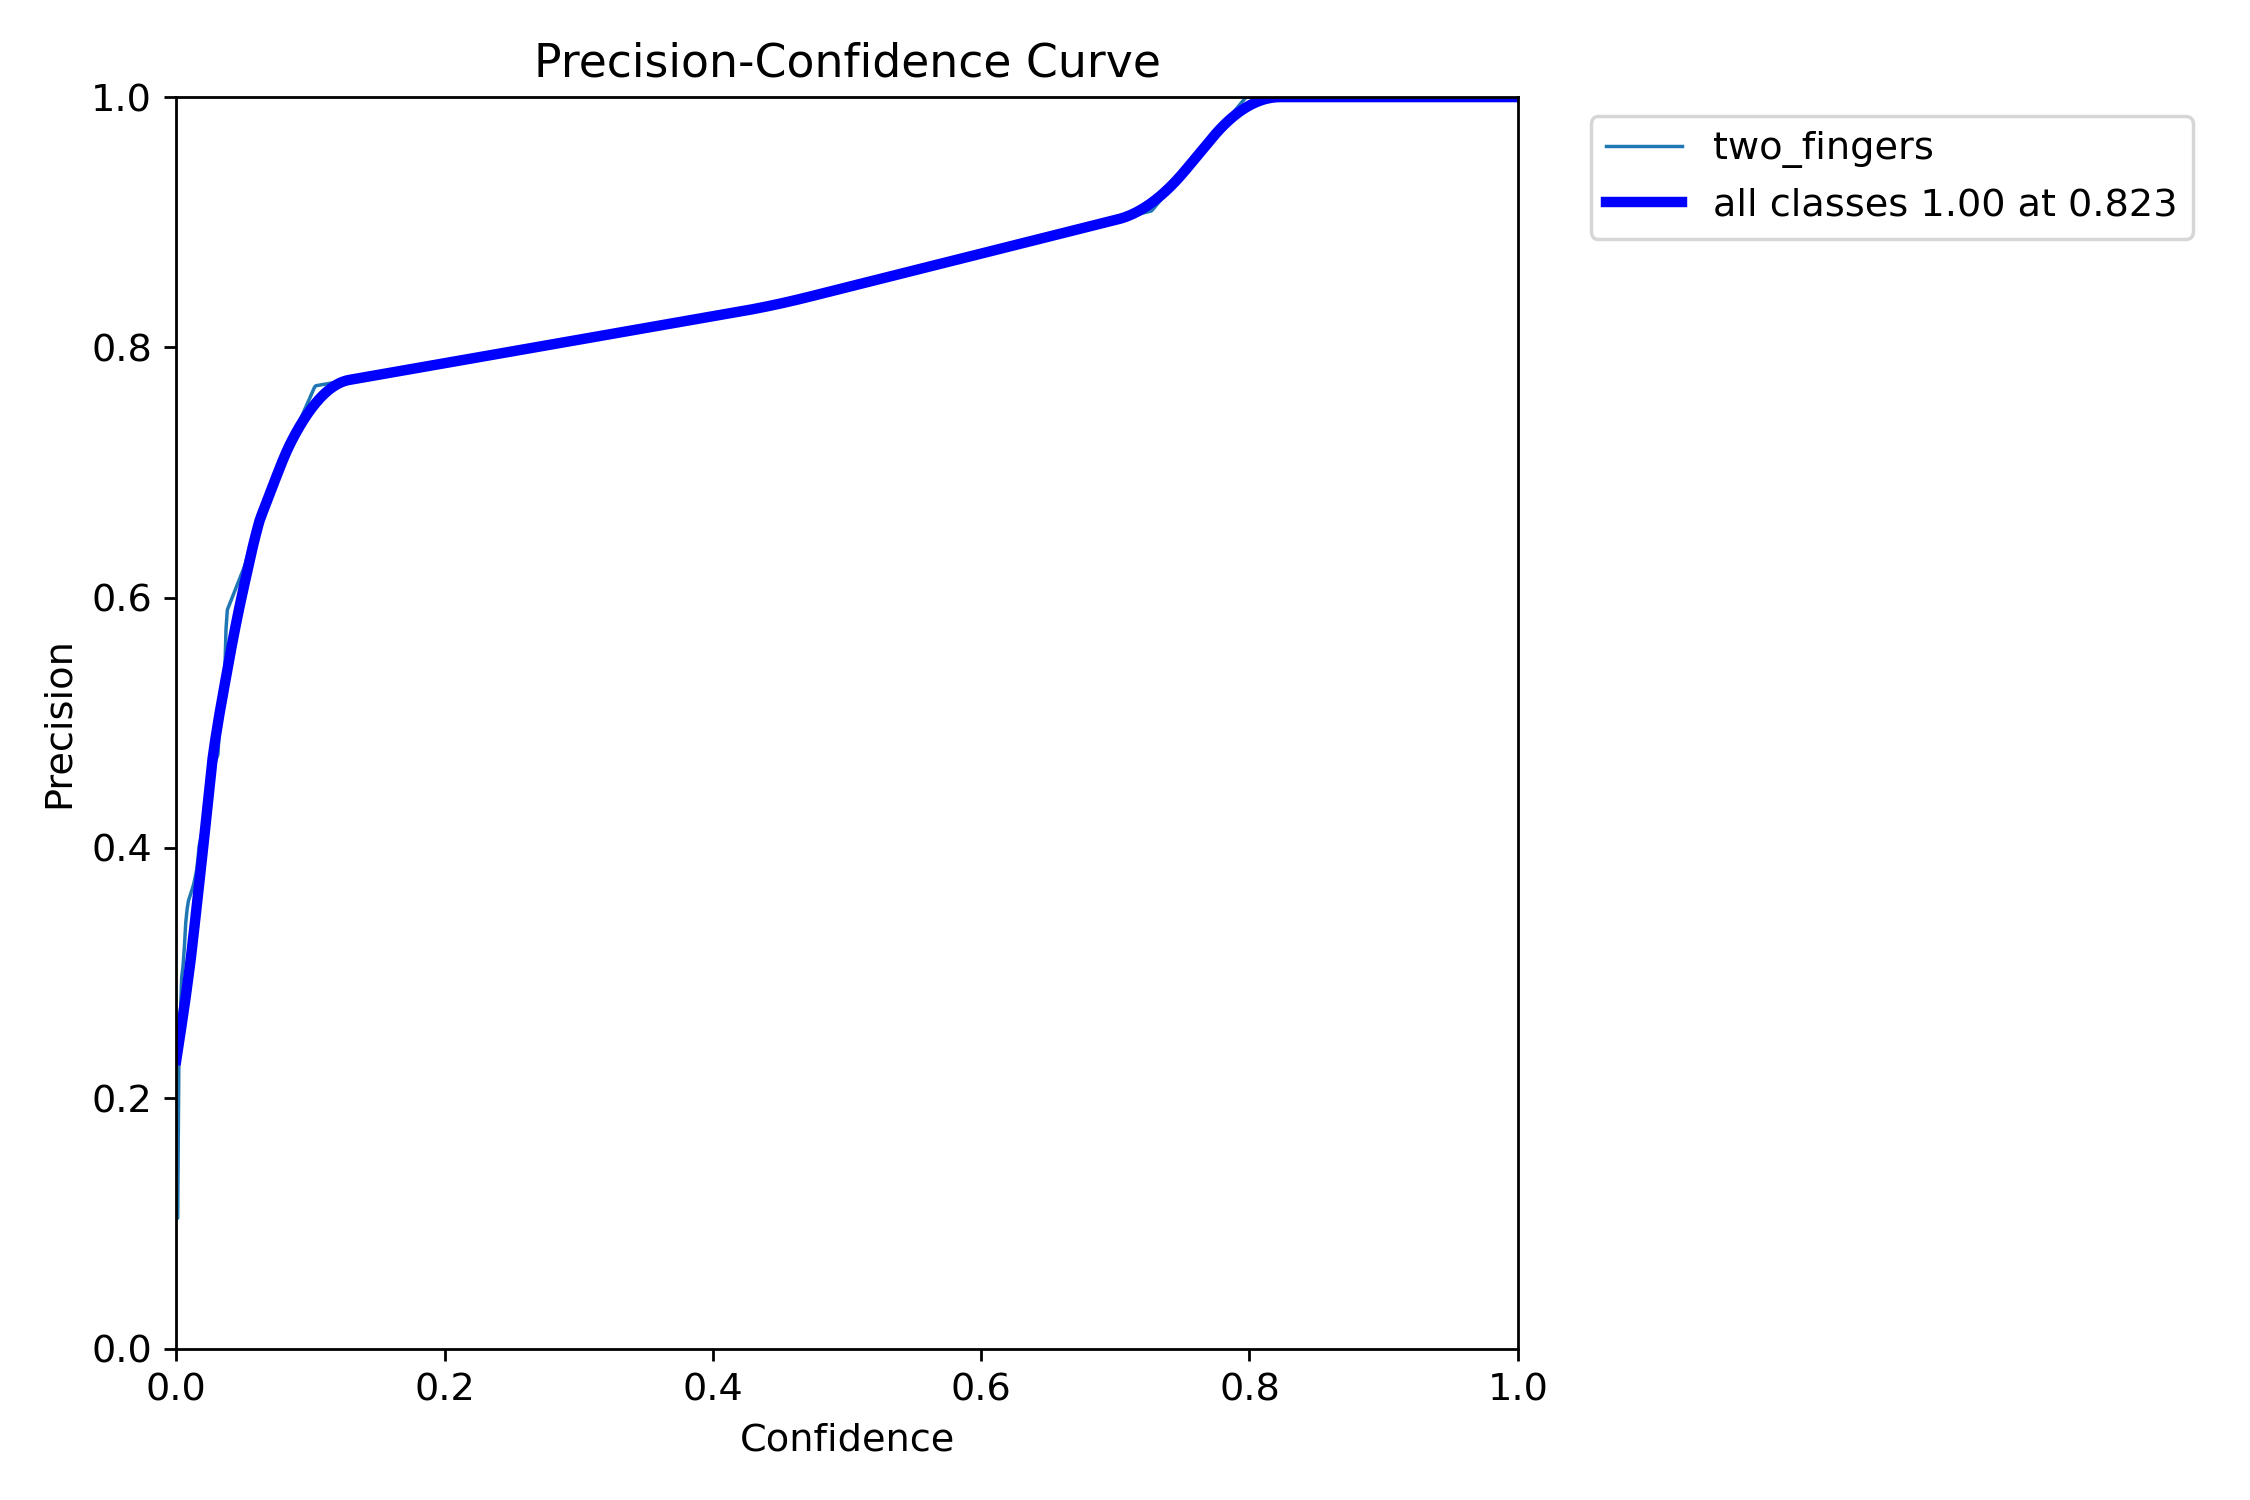 Precision-Confidence Curve
1.0
0.8
0.6
0.4
0.2
0.0
Precision
0.0 0.2 0.4 0.6 0.8 1.0
Confidence
two_fingers
all classes 1.00 at 0.823